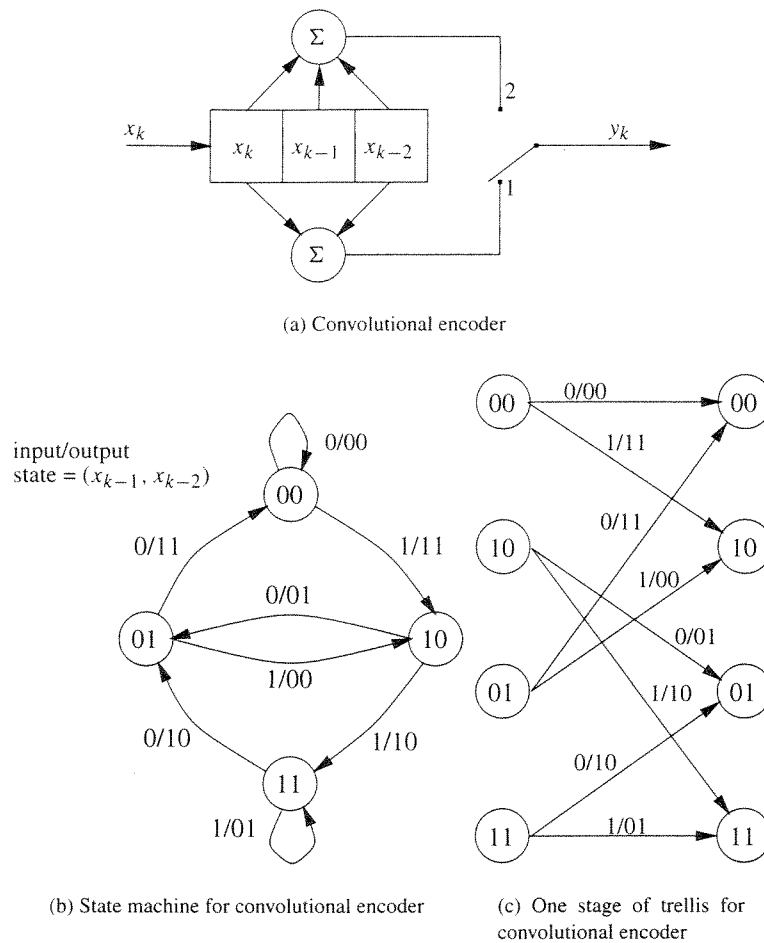 Σ
2
x_k
x_k
x_{k-1}
x_{k-2}
y_k
1
Σ
(a) Convolutional encoder
input/output
state = (x_{k-1}, x_{k-2})
0/00
00
0/11
1/11
0/01
01
10
1/00
0/10
1/10
11
1/01
(b) State machine for convolutional encoder
00
0/00
00
1/11
0/11
10
10
1/00
0/01
01
01
1/10
0/10
11
1/01
11
(c) One stage of trellis for
convolutional encoder